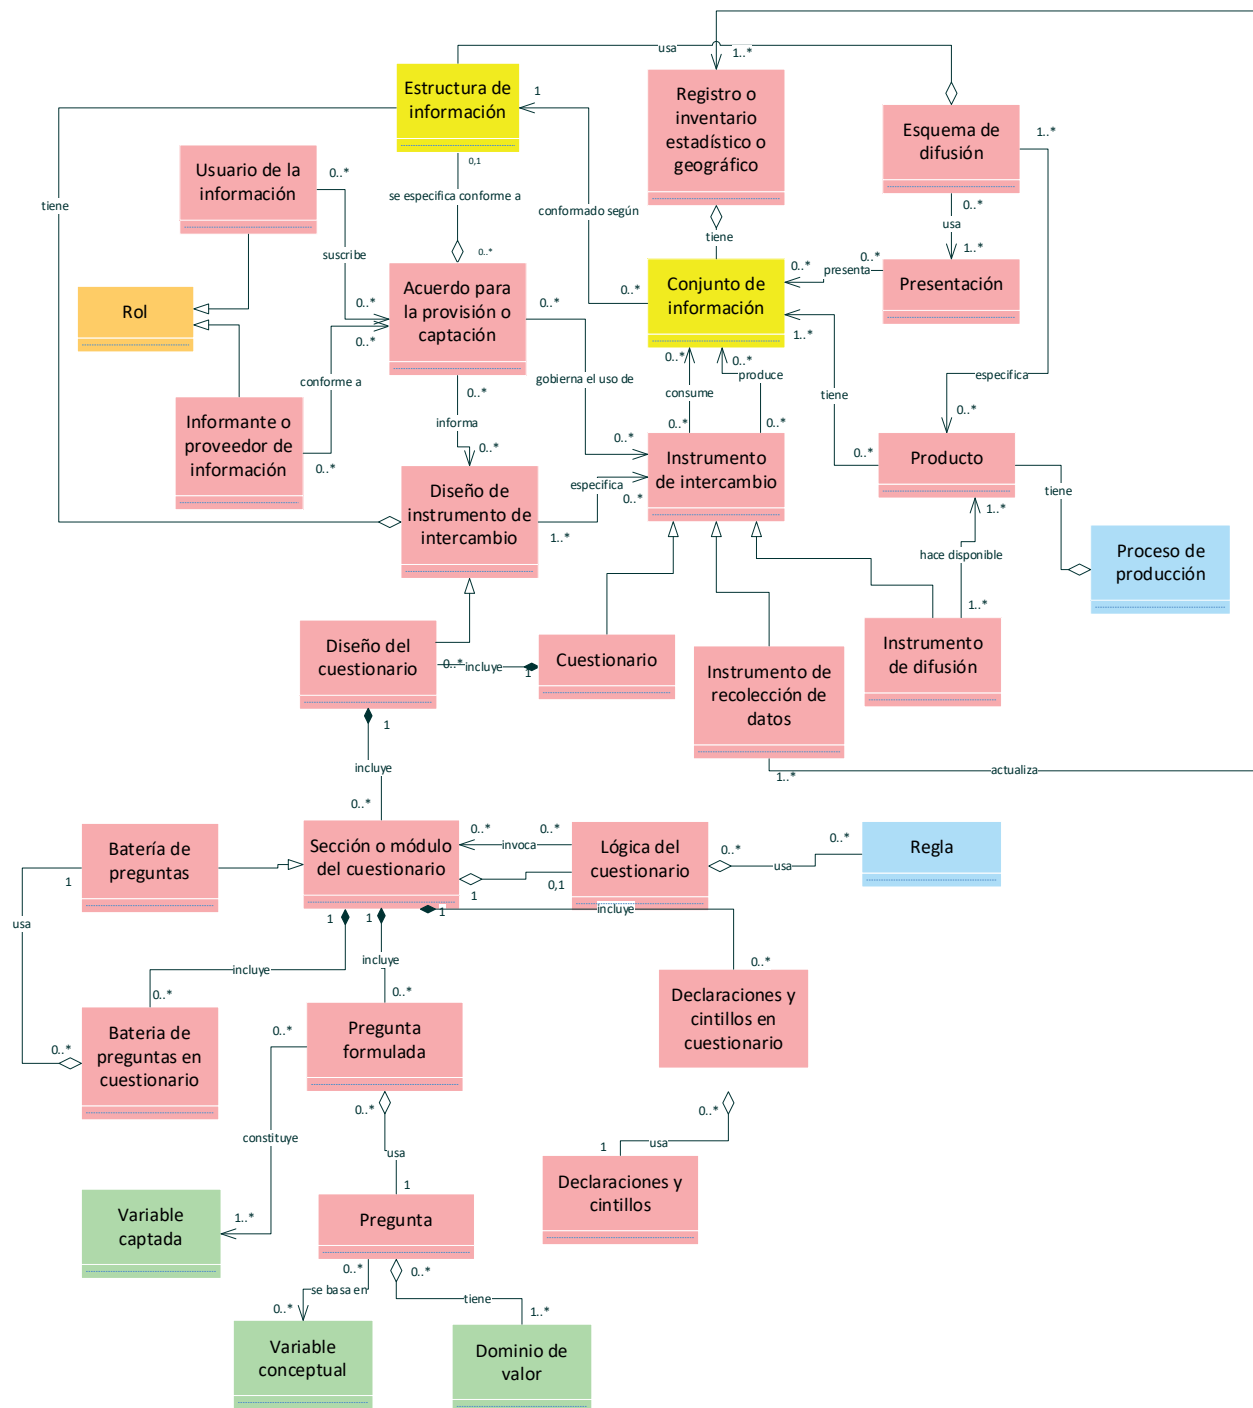 usa
1..*
Estructura de
información
1
Registro o
inventario
estadístico o
geográfico
Esquema de
difusión
1..*
0,1
Usuario de la
información
0..*
tiene
se especifica conforme a
conformado según
tiene
0..*
usa
suscribe
0..*
0..*
0..*
presenta
1..*
Presentación
Rol
0..*
0..*
Acuerdo para
la provisión o
captación
0..*
0..*
Conjunto de
información
1..*
conforme a
gobierna el uso de
0..*
0..*
produce
consume
tiene
especifica
0..*
informa
0..*
0..*
0..*
0..*
Informante o
proveedor de
información
0..*
0..*
0..*
Instrumento
de intercambio
0..*
Producto
Diseño de
instrumento de
intercambio
especifica
0..*
1..*
tiene
1..*
hace disponible
Proceso de
producción
1..*
Diseño del
cuestionario
0..*
incluye
1
Cuestionario
Instrumento de
recolección de
datos
Instrumento
de difusión
1
1..*
actualiza
incluye
0..*
Batería de
preguntas
Sección o módulo
del cuestionario
0..*
invoca
0..*
Lógica del
cuestionario
0..*
usa
0..*
Regla
1
0,1
1
usa
1
1
1
incluye
incluye
incluye
0..*
0..*
0..*
Bateria de
preguntas en
cuestionario
0..*
0..*
Pregunta
formulada
Declaraciones y
cintillos en
cuestionario
0..*
0..*
constituye
usa
1
usa
1
Variable
captada
1..*
Pregunta
Declaraciones y
cintillos
0..*
0..*
se basa en
tiene
0..*
1..*
Variable
conceptual
Dominio de
valor